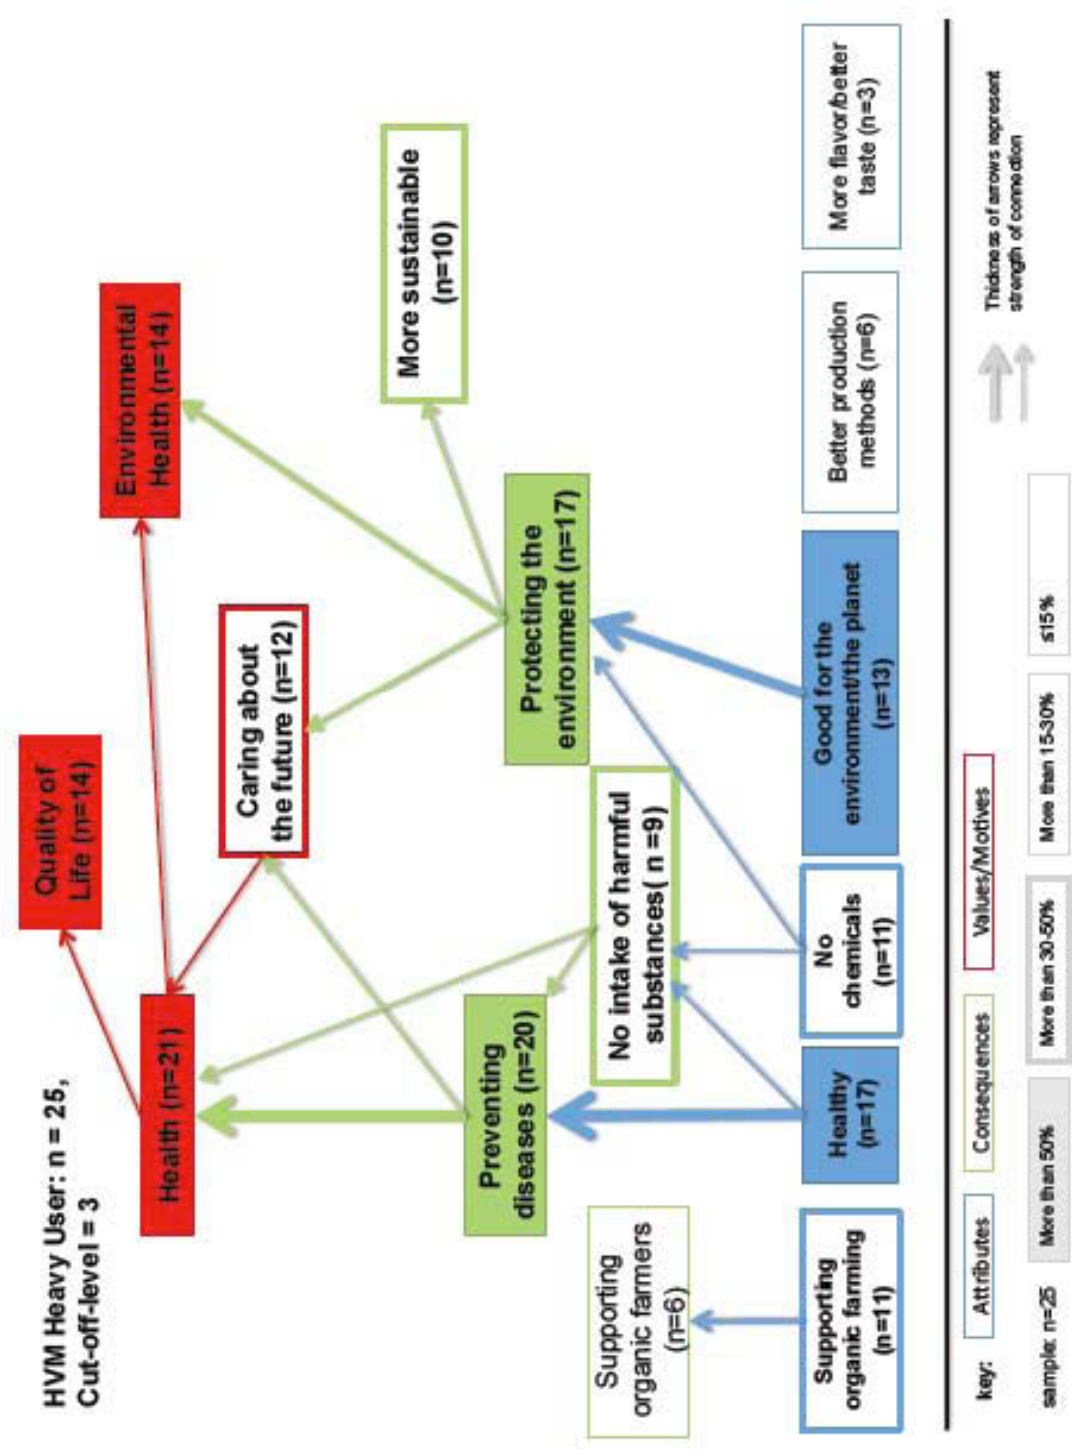 HVM Heavy User: n = 25,
Cut-off-level = 3
Quality of
Life (n=14)
Environmental
Health (n=14)
Health (n=21)
Caring about
the future (n=12)
More sustainable
(n=10)
Preventing
diseases (n=20)
Protecting the
environment (n=17)
No intake of harmful
substances( n =9)
Supporting
organic farmers
(n=6)
Supporting
organic farming
(n=11)
Healthy
(n=17)
No
chemicals
(n=11)
Good for the
environment/the planet
(n=13)
Better production
methods (n=6)
More flavor/better
taste (n=3)
key:
Attributes
Consequences
Values/Motives
Thickness of arrows represent
strength of connection
sample: n=25
More than 50%
More than 30-50%
More than 15-30%
≤15%